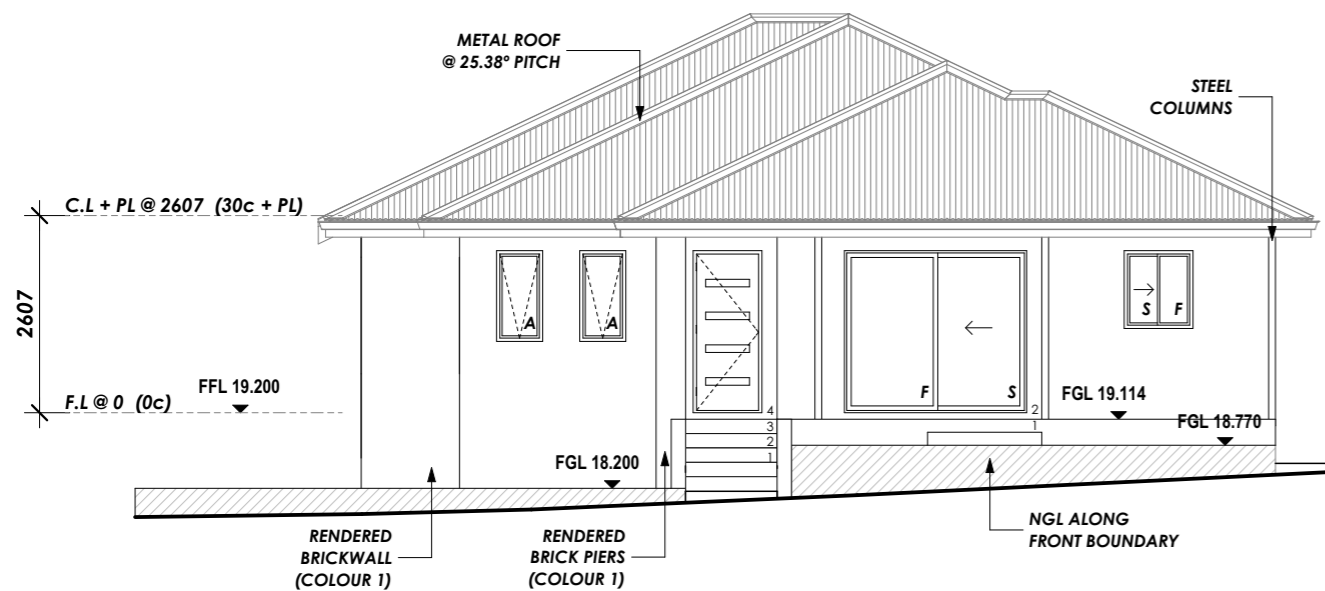 METAL ROOF
@ 25.38º PITCH
STEEL
COLUMNS
C.L + PL @ 2607 (30c + PL)
2607
A
A
S
F
F
S
FFL 19.200
F.L @ 0 (0c)
FGL 19.114
FGL 18.770
4
3
2
1
2
1
FGL 18.200
RENDERED
BRICKWALL
(COLOUR 1)
RENDERED
BRICK PIERS
(COLOUR 1)
NGL ALONG
FRONT BOUNDARY